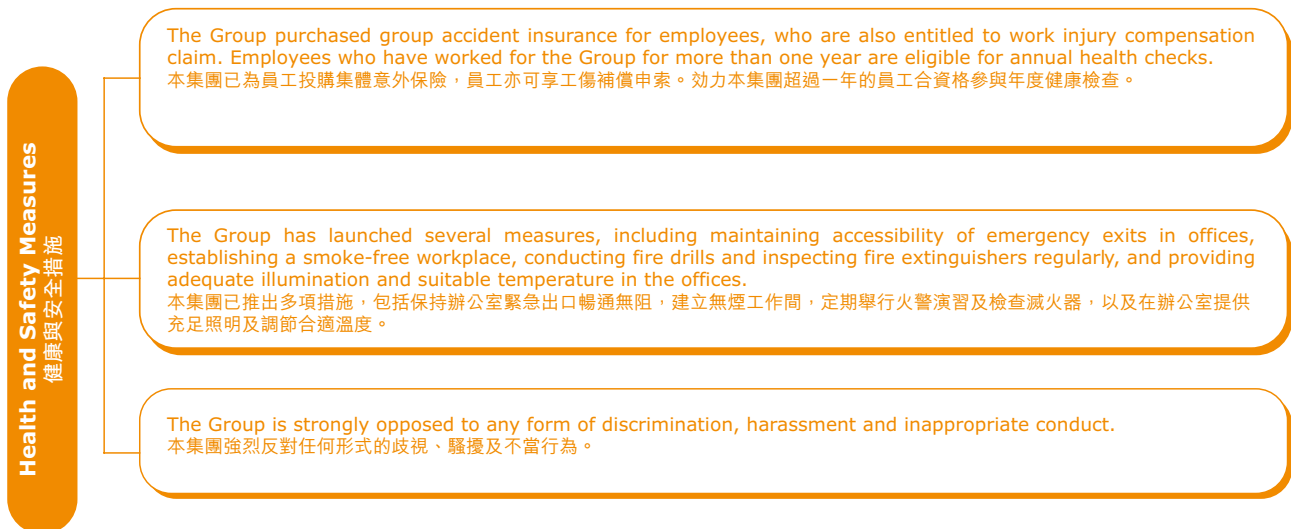 Health and Safety Measures
健康與安全措施
The Group purchased group accident insurance for employees, who are also entitled to work injury compensation
claim. Employees who have worked for the Group for more than one year are eligible for annual health checks.
本集團已為員工投購集體意外保險，員工亦可享工傷補償申索。効力本集團超過一年的員工合資格參與年度健康檢查。
The Group has launched several measures, including maintaining accessibility of emergency exits in offices,
establishing a smoke-free workplace, conducting fire drills and inspecting fire extinguishers regularly, and providing
adequate illumination and suitable temperature in the offices.
本集團已推出多項措施，包括保持辦公室緊急出口暢通無阻，建立無煙工作間，定期舉行火警演習及檢查滅火器，以及在辦公室提供
充足照明及調節合適溫度。
The Group is strongly opposed to any form of discrimination, harassment and inappropriate conduct.
本集團強烈反對任何形式的歧視、騷擾及不當行為。